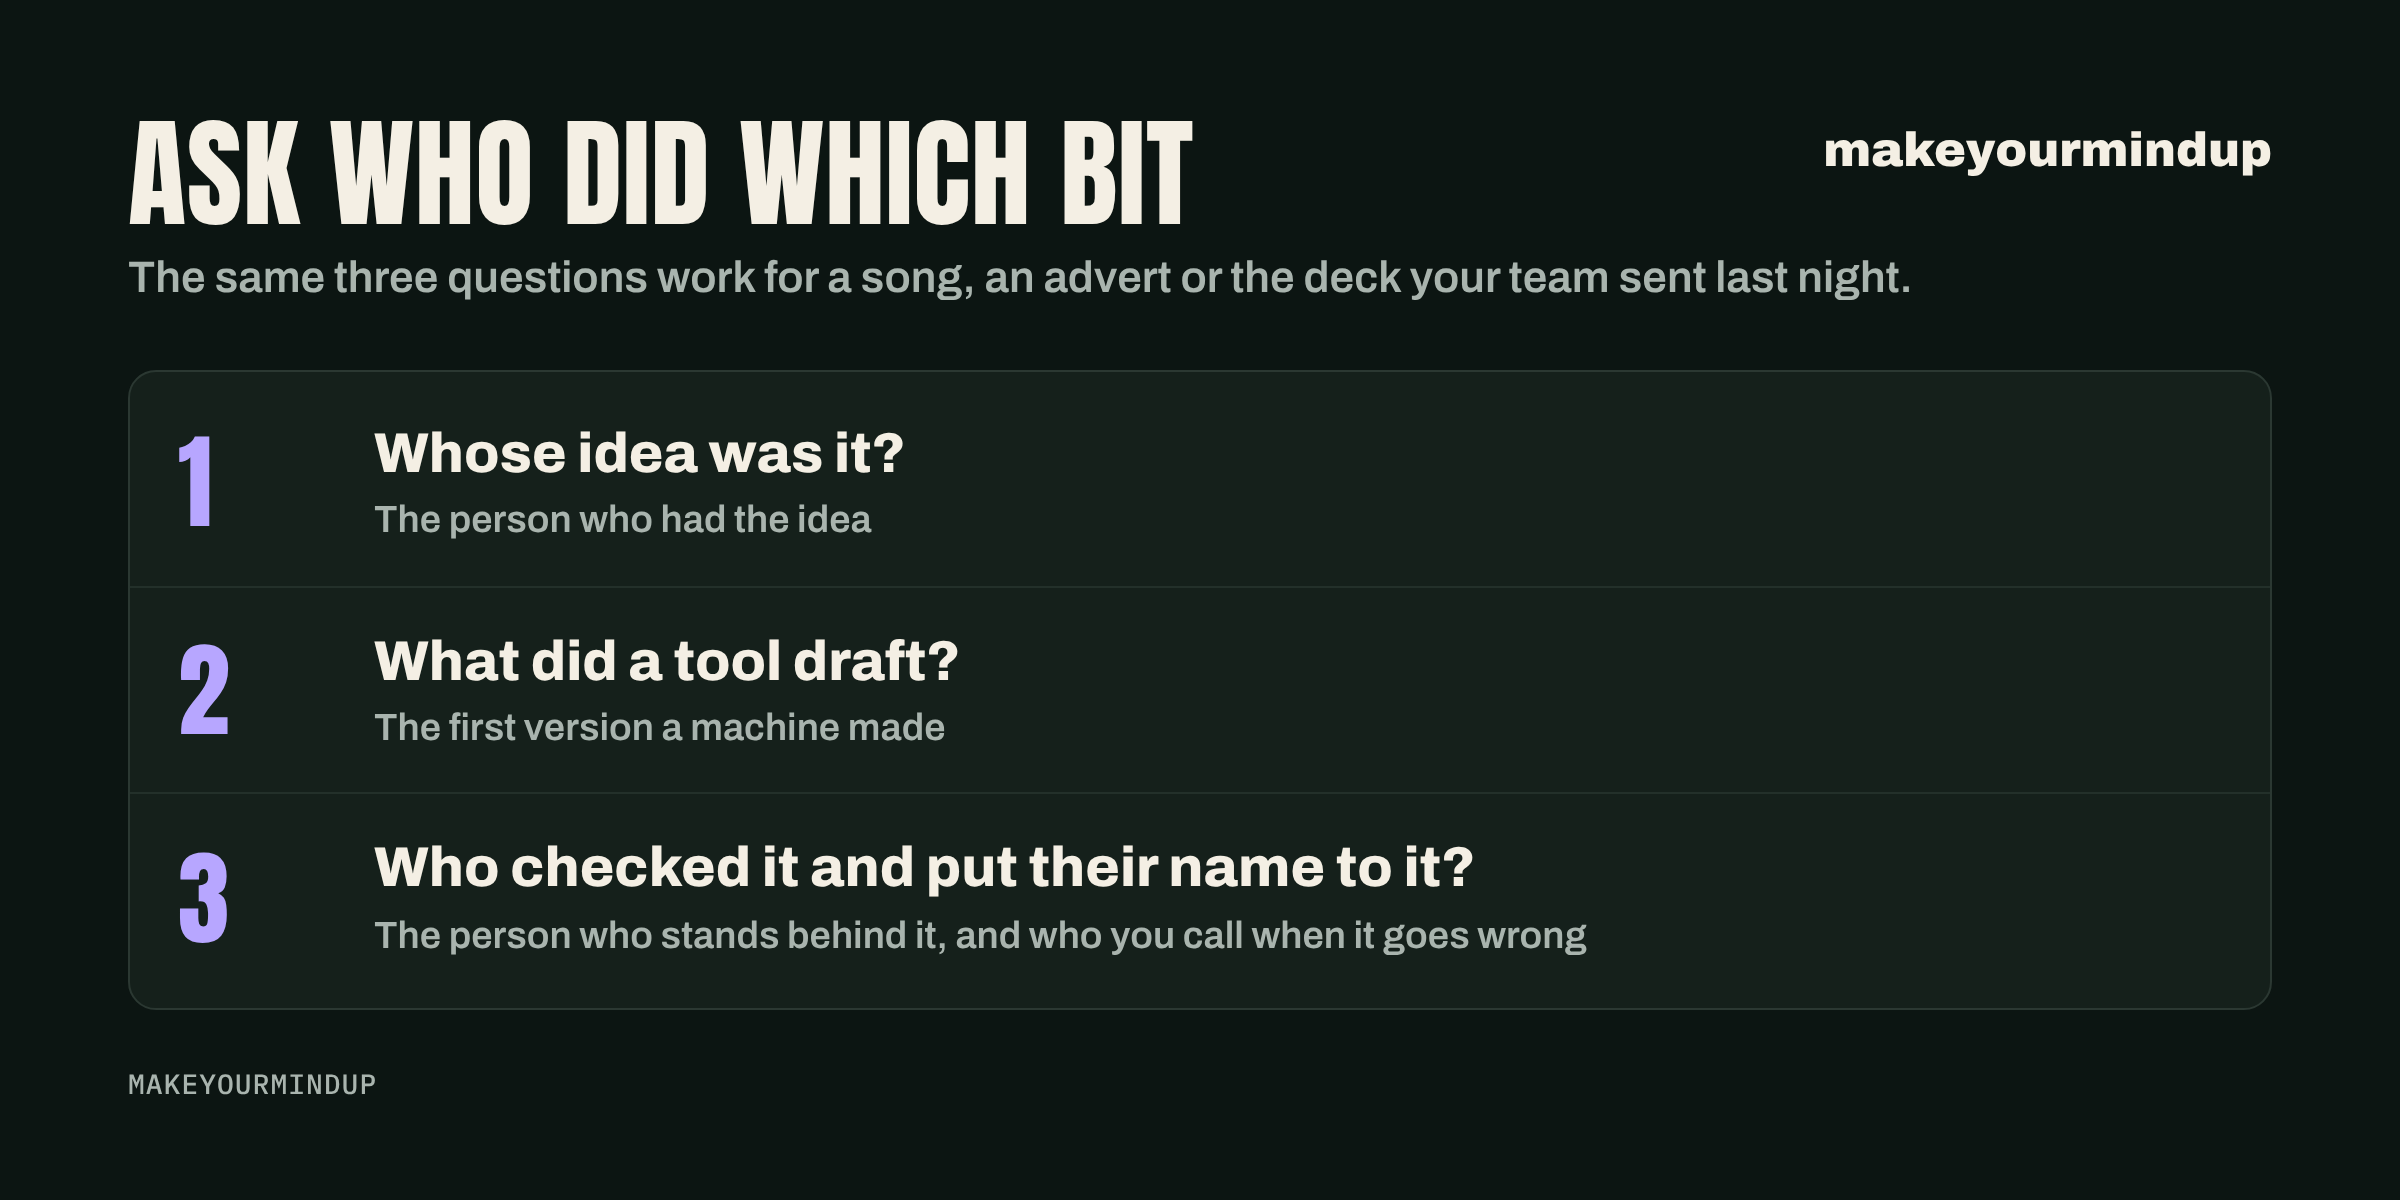 ASK WHO DID WHICH BIT
makeyourmindup
The same three questions work for a song, an advert or the deck your team sent last night.
1
Whose idea was it?
The person who had the idea
2
What did a tool draft?
The first version a machine made
3
Who checked it and put their name to it?
The person who stands behind it, and who you call when it goes wrong
MAKEYOURMINDUP